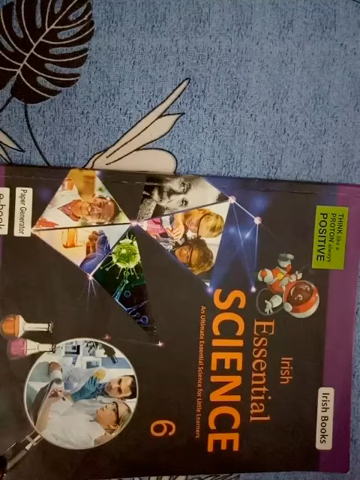 THINK like a
PROTON always
POSITIVE
Irish Books
Irish
Essential
SCIENCE
An Ultimate Essential Science for Little Learners
6
Paper Generator
e-book